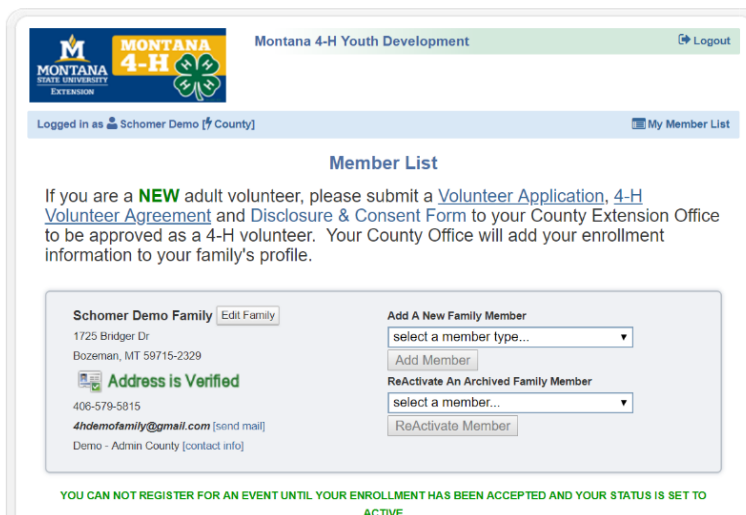 MONTANA
STATE UNIVERSITY
EXTENSION
MONTANA
4-H
H H H H
Montana 4-H Youth Development
Logout
Logged in as Schomer Demo [County]
My Member List
Member List
If you are a NEW adult volunteer, please submit a Volunteer Application, 4-H
Volunteer Agreement and Disclosure & Consent Form to your County Extension Office
to be approved as a 4-H volunteer. Your County Office will add your enrollment
information to your family's profile.
Schomer Demo Family Edit Family
1725 Bridger Dr
Bozeman, MT 59715-2329
Address is Verified
406-579-5815
4hdemofamily@gmail.com [send mail]
Demo - Admin County [contact info]
Add A New Family Member
select a member type...
Add Member
ReActivate An Archived Family Member
select a member...
ReActivate Member
YOU CAN NOT REGISTER FOR AN EVENT UNTIL YOUR ENROLLMENT HAS BEEN ACCEPTED AND YOUR STATUS IS SET TO
ACTIVE